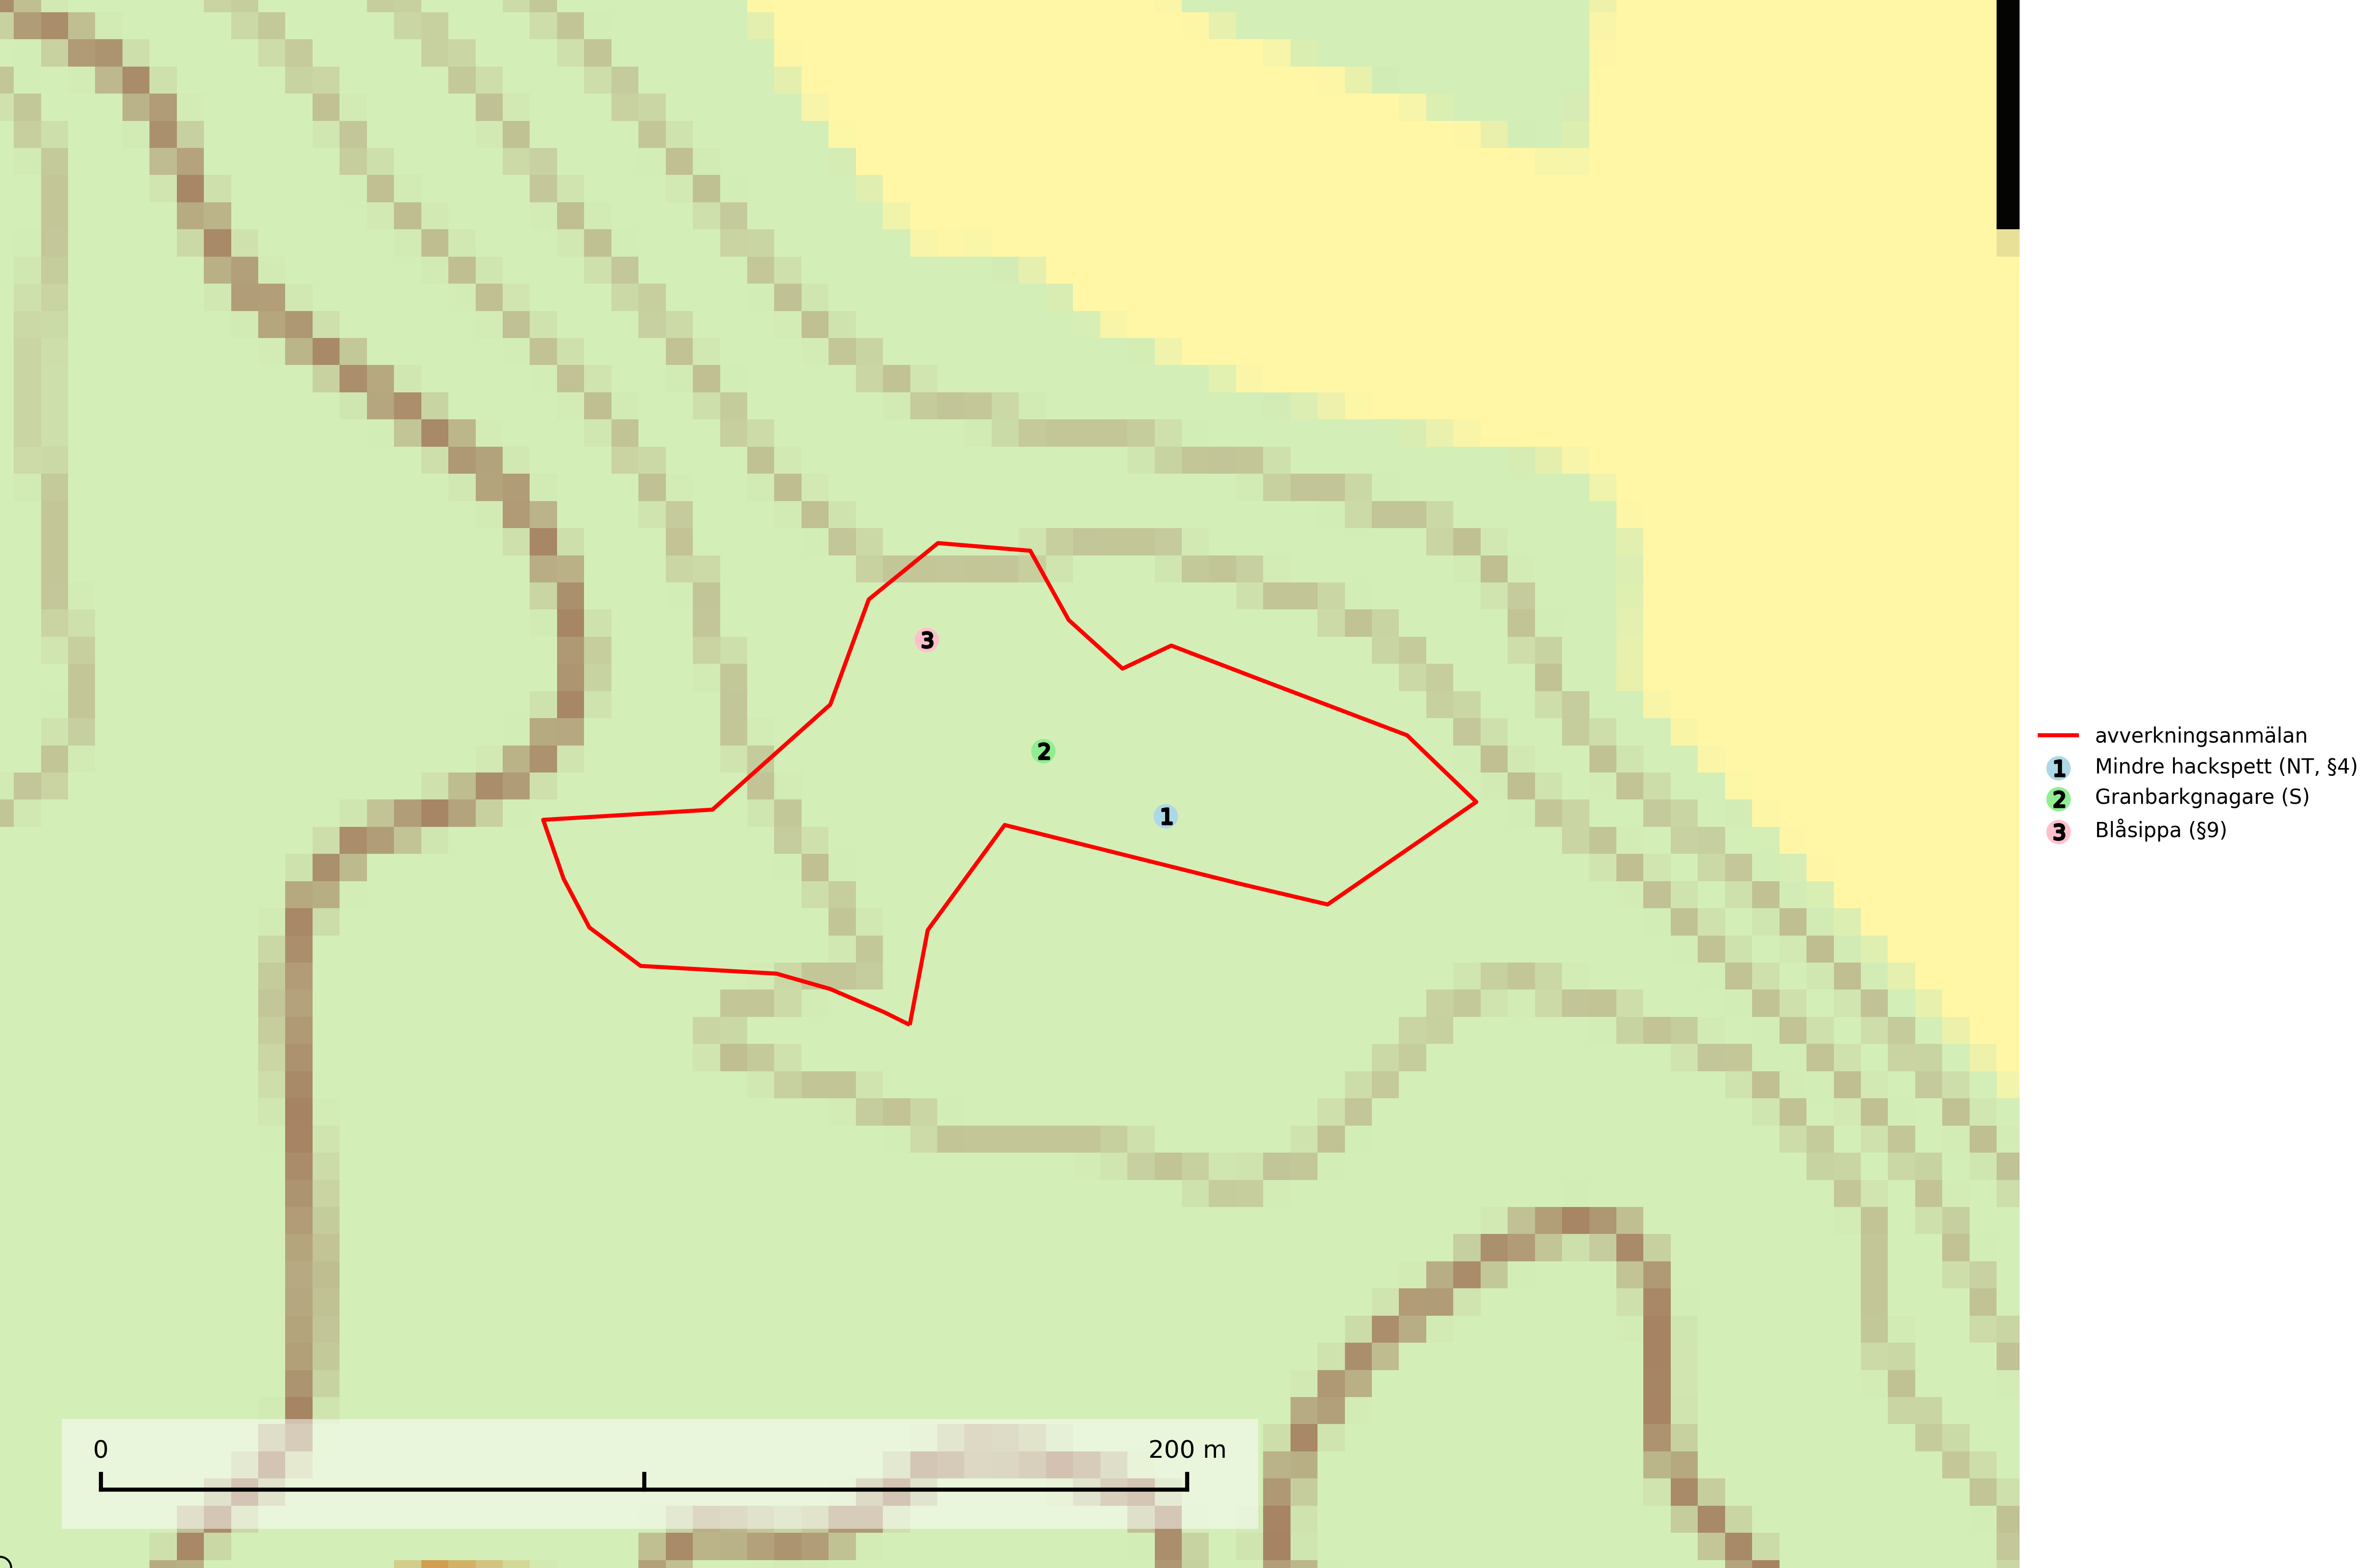 3
2
1
avverkningsanmälan
1 Mindre hackspett (NT, §4)
2 Granbarkgnagare (S)
3 Blåsippa (§9)
0 200 m